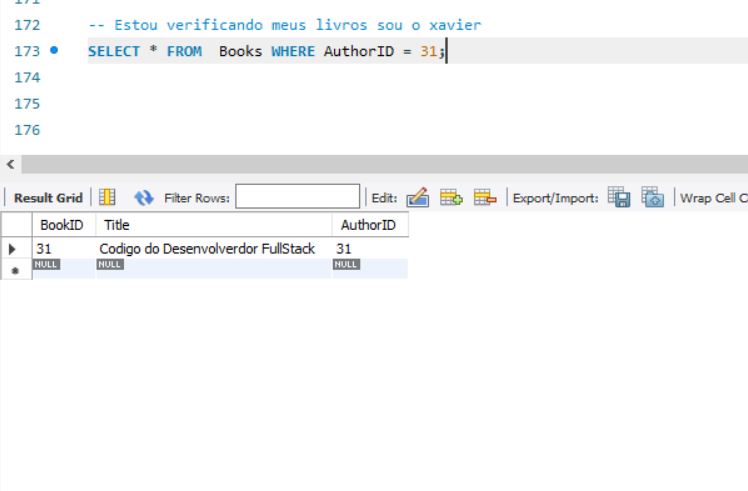 171
172 -- Estou verificando meus livros sou o xavier
173 SELECT * FROM Books WHERE AuthorID = 31;
174
175
176
Result Grid Filter Rows: Edit: Export/Import: Wrap Cell C
BookID Title AuthorID
31 Codigo do Desenvolverdor FullStack 31
NULL NULL NULL